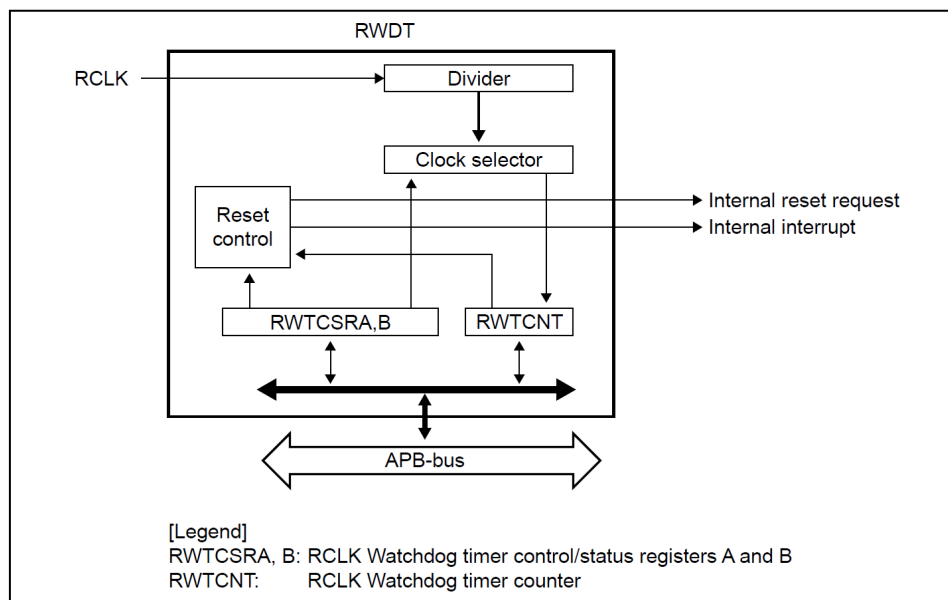 RWDT
RCLK
Divider
Clock selector
Internal reset request
Reset
control
Internal interrupt
RWTCSRA,B
RWTCNT
APB-bus
[Legend]
RWTCSRA, B: RCLK Watchdog timer control/status registers A and B
RWTCNT: RCLK Watchdog timer counter